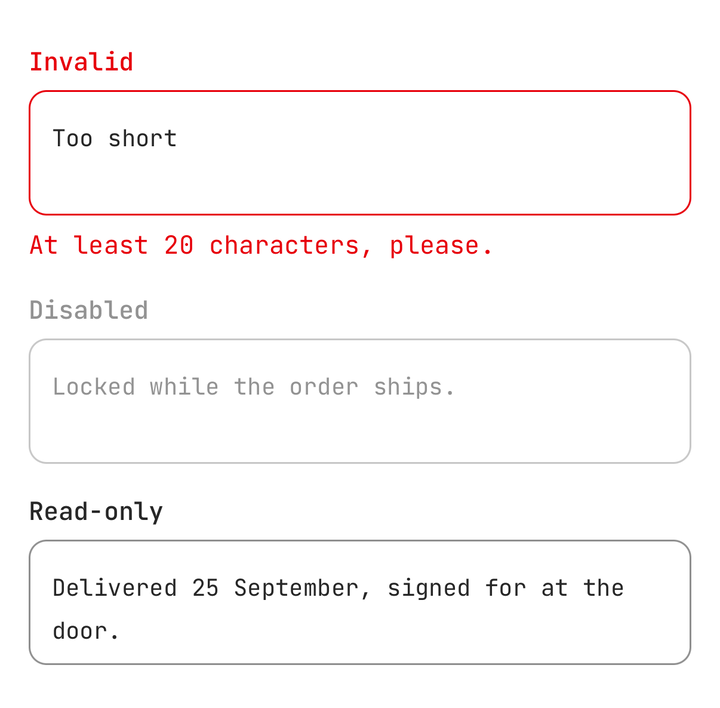 Invalid
Too short
At least 20 characters, please.
Disabled
Locked while the order ships.
Read-only
Delivered 25 September, signed for at the
door.